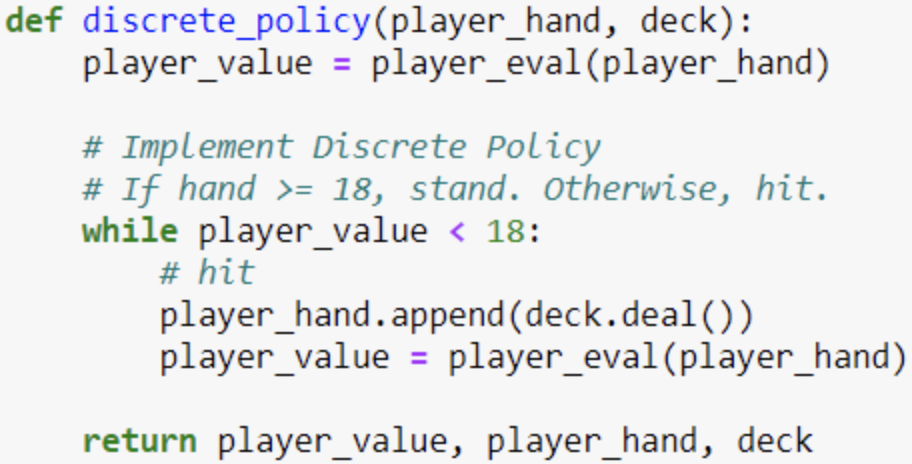 def discrete_policy(player_hand, deck):
    player_value = player_eval(player_hand)

    # Implement Discrete Policy
    # If hand >= 18, stand. Otherwise, hit.
    while player_value < 18:
        # hit
        player_hand.append(deck.deal())
        player_value = player_eval(player_hand)

    return player_value, player_hand, deck